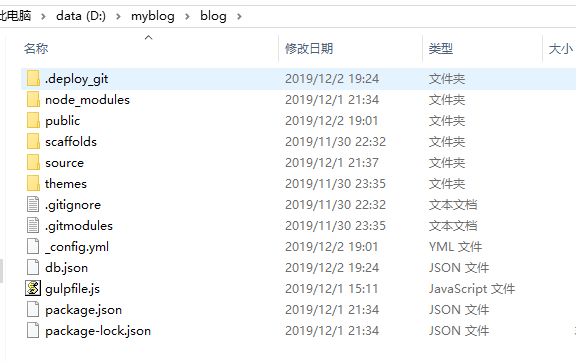 此电脑 › data (D:) › myblog › blog ›
名称 修改日期 类型 大小
.deploy_git 2019/12/2 19:24 文件夹
node_modules 2019/12/1 21:34 文件夹
public 2019/12/2 19:01 文件夹
scaffolds 2019/11/30 22:32 文件夹
source 2019/12/1 21:37 文件夹
themes 2019/11/30 23:35 文件夹
.gitignore 2019/11/30 22:32 文本文档
.gitmodules 2019/11/30 23:35 文本文档
_config.yml 2019/12/2 19:01 YML 文件
db.json 2019/12/2 19:24 JSON 文件
gulpfile.js 2019/12/1 15:11 JavaScript 文件
package.json 2019/12/1 21:34 JSON 文件
package-lock.json 2019/12/1 21:34 JSON 文件